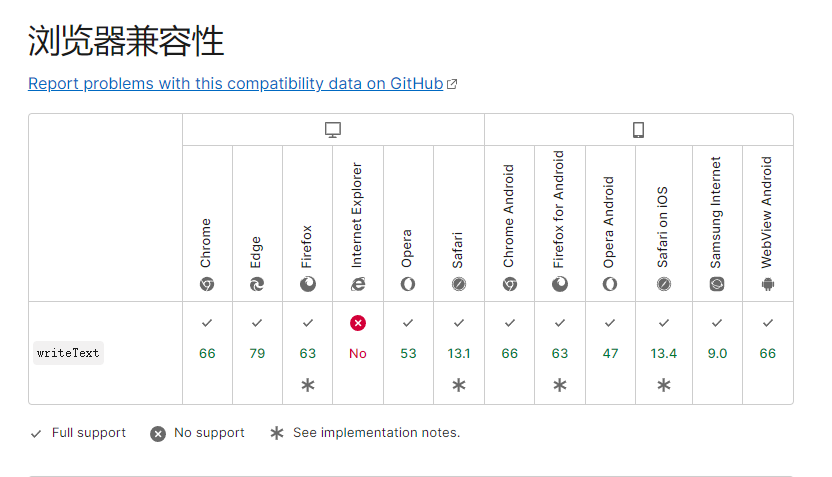 浏览器兼容性
Report problems with this compatibility data on GitHub
Chrome
Edge
Firefox
Internet Explorer
Opera
Safari
Chrome Android
Firefox for Android
Opera Android
Safari on iOS
Samsung Internet
WebView Android
writeText 66 79 63 No 53 13.1 66 63 47 13.4 9.0 66
Full support No support See implementation notes.